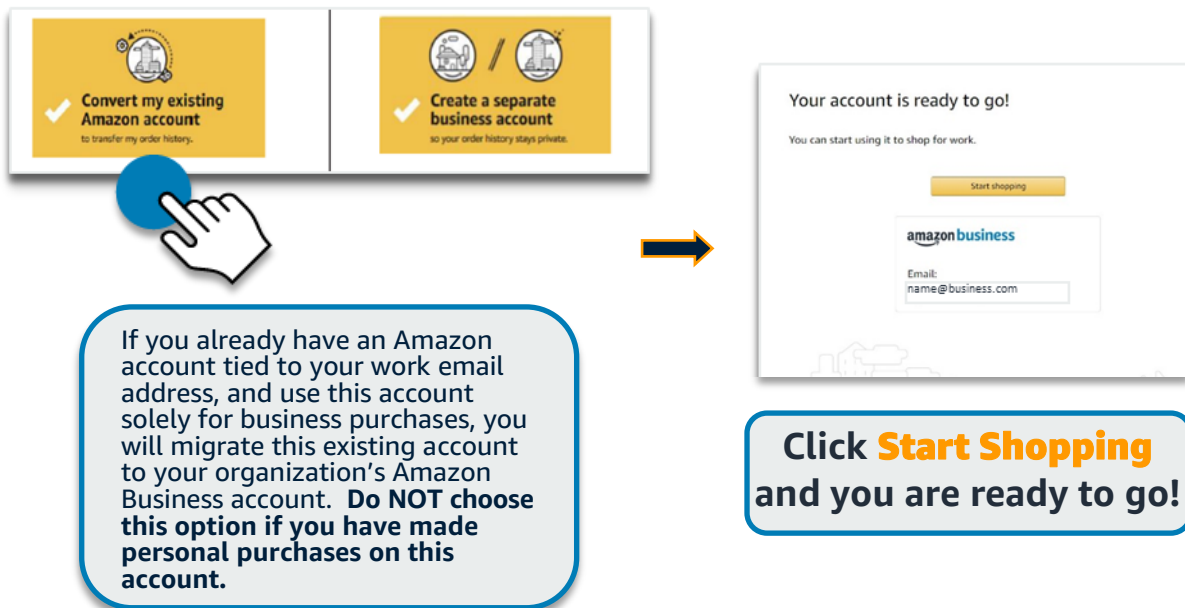 Convert my existing
Amazon account
to transfer my order history.
Create a separate
business account
so your order history stays private.
If you already have an Amazon
account tied to your work email
address, and use this account
solely for business purchases, you
will migrate this existing account
to your organization’s Amazon
Business account.  Do NOT choose
this option if you have made
personal purchases on this
account.
Your account is ready to go!
You can start using it to shop for work.
Start shopping
amazon business
Email:
name@business.com
Click Start Shopping
and you are ready to go!